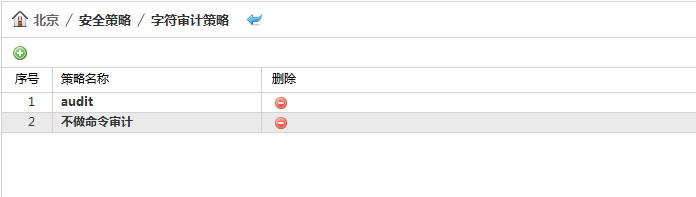 北京 / 安全策略 / 字符审计策略
序号 策略名称 删除
1 audit
2 不做命令审计